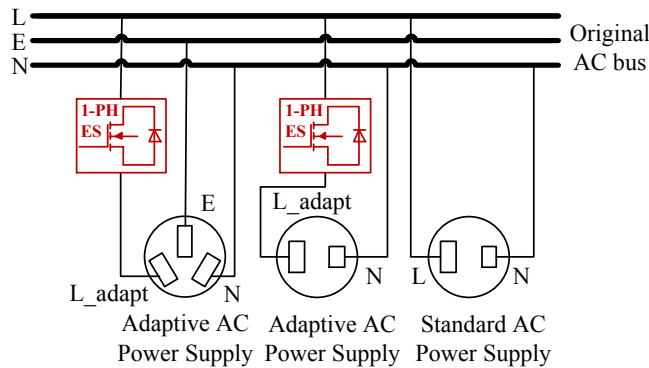 L
E
N
Original
AC bus
1-PH
ES
1-PH
ES
E
L_adapt
L_adapt
N
N
L
N
Adaptive AC
Power Supply
Adaptive AC
Power Supply
Standard AC
Power Supply